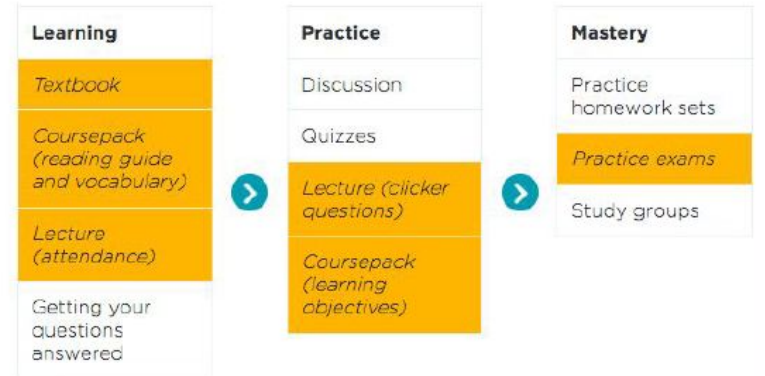 Learning
Textbook
Coursepack
(reading guide
and vocabulary)
Lecture
(attendance)
Getting your
questions
answered
Practice
Discussion
Quizzes
Lecture (clicker
questions)
Coursepack
(learning
objectives)
Mastery
Practice
homework sets
Practice exams
Study groups